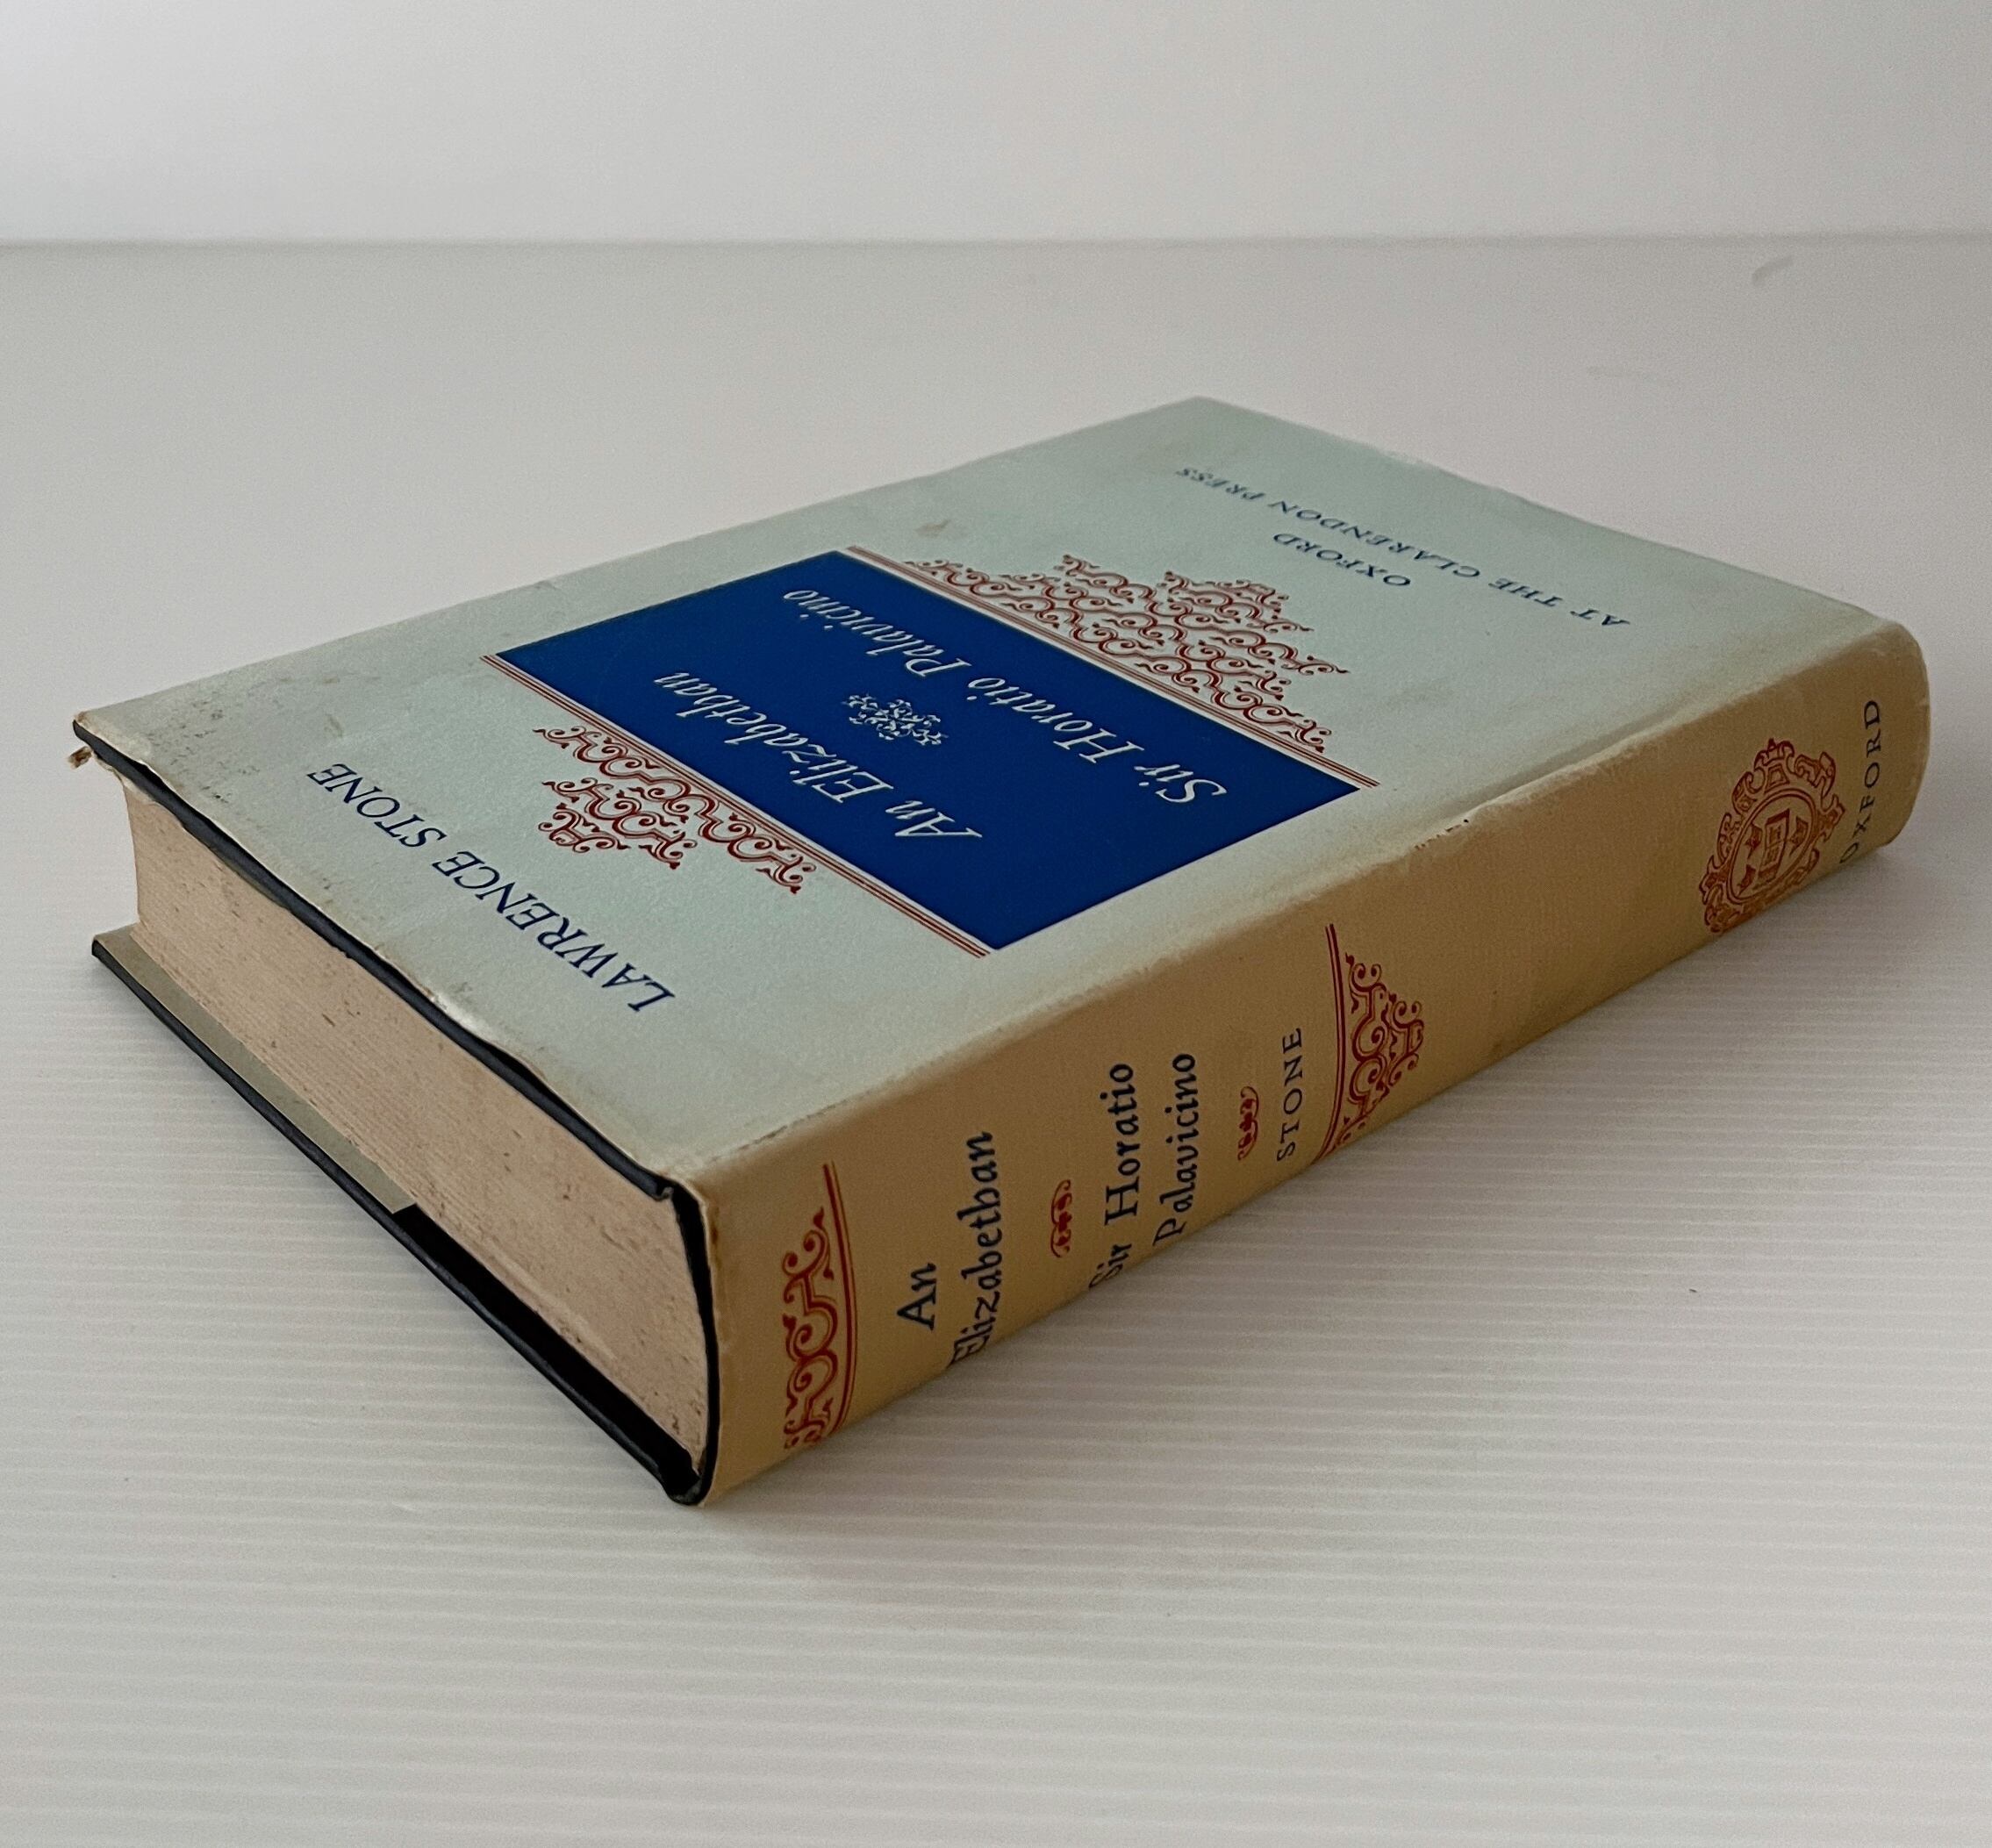 LAWRENCE STONE
An Elizabethan
Sir Horatio Palavicino
OXFORD
AT THE CLARENDON PRESS
An
Elizabethan
Sir Horatio
Palavicino
STONE
OXFORD